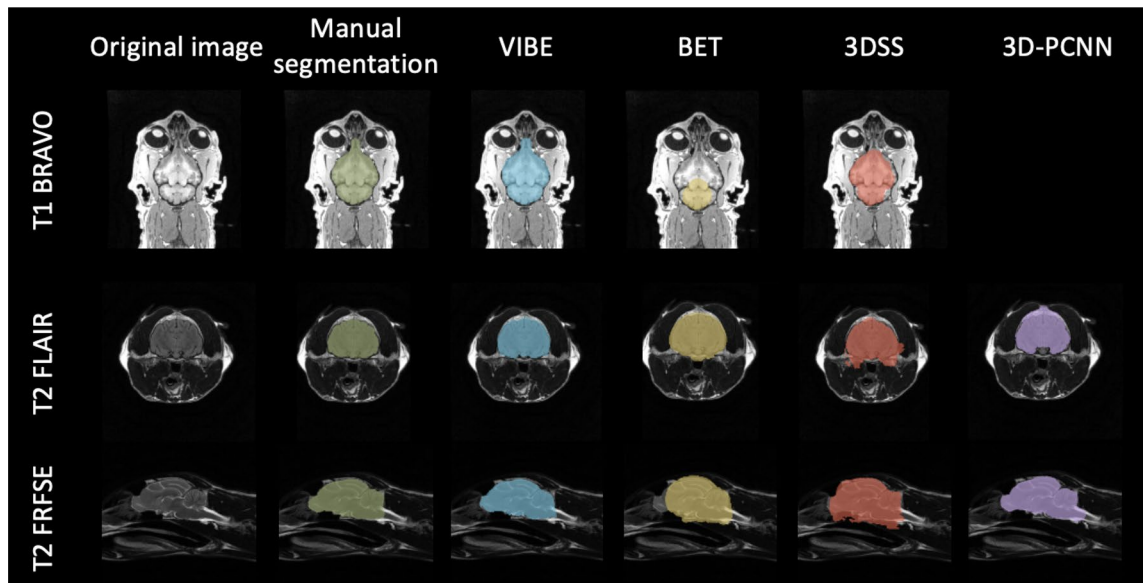 Original image
Manual
segmentation
VIBE
BET
3DSS
3D-PCNN
T1 BRAVO
T2 FLAIR
T2 FRFSE